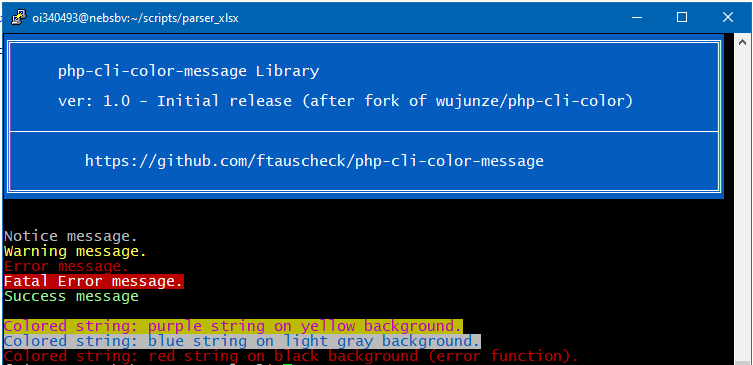 oi340493@nebsbv:~/scripts/parser_xlsx
php-cli-color-message Library
ver: 1.0 - Initial release (after fork of wujunze/php-cli-color)
https://github.com/ftauscheck/php-cli-color-message
Notice message.
Warning message.
Error message.
Fatal Error message.
Success message
Colored string: purple string on yellow background.
Colored string: blue string on light gray background.
Colored string: red string on black background (error function).